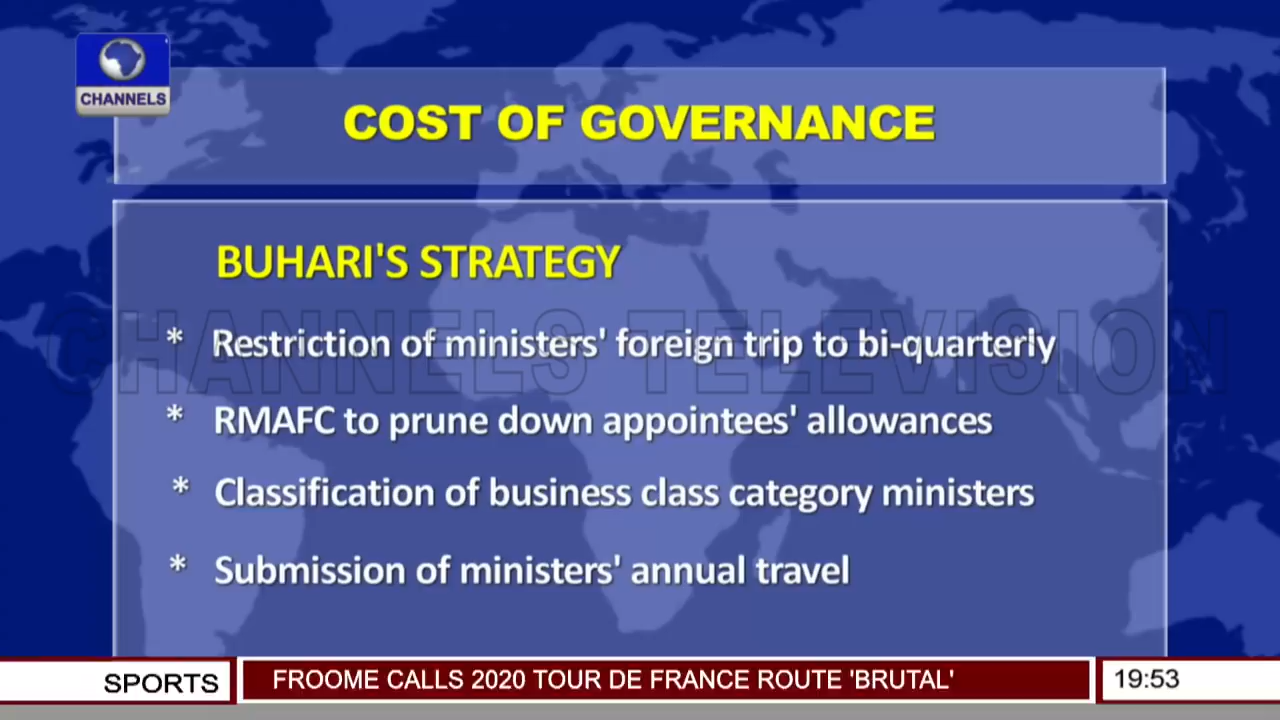 CHANNELS
COST OF GOVERNANCE
BUHARI'S STRATEGY
* Restriction of ministers' foreign trip to bi-quarterly
CHANNELS TELEVISION
* RMAFC to prune down appointees' allowances
* Classification of business class category ministers
* Submission of ministers' annual travel
SPORTS FROOME CALLS 2020 TOUR DE FRANCE ROUTE 'BRUTAL' 19:53